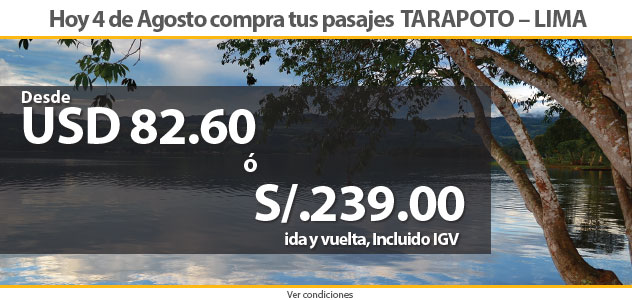 Hoy 4 de Agosto compra tus pasajes TARAPOTO – LIMA
Desde
USD 82.60
ó
S/.239.00
ida y vuelta, Incluido IGV
Ver condiciones